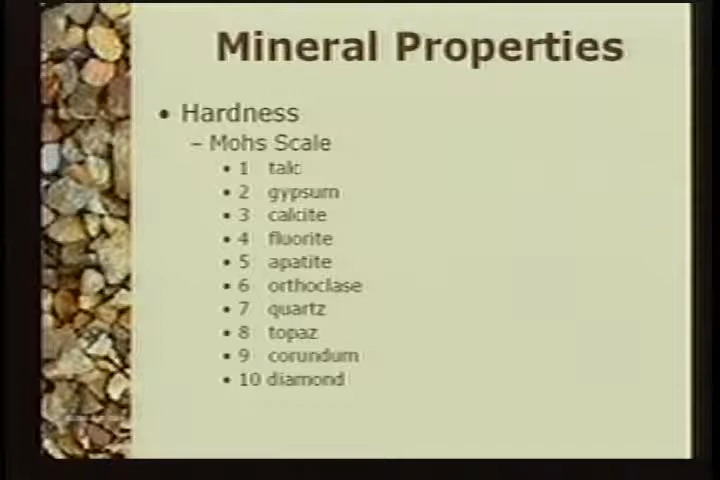 Mineral Properties
• Hardness
– Mohs Scale
• 1 talc
• 2 gypsum
• 3 calcite
• 4 fluorite
• 5 apatite
• 6 orthoclase
• 7 quartz
• 8 topaz
• 9 corundum
• 10 diamond